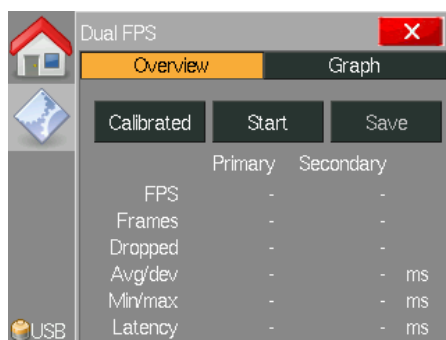 Dual FPS
Overview Graph
Calibrated Start Save
Primary Secondary
FPS - -
Frames - -
Dropped - -
Avg/dev - - ms
Min/max - - ms
Latency - - ms
USB